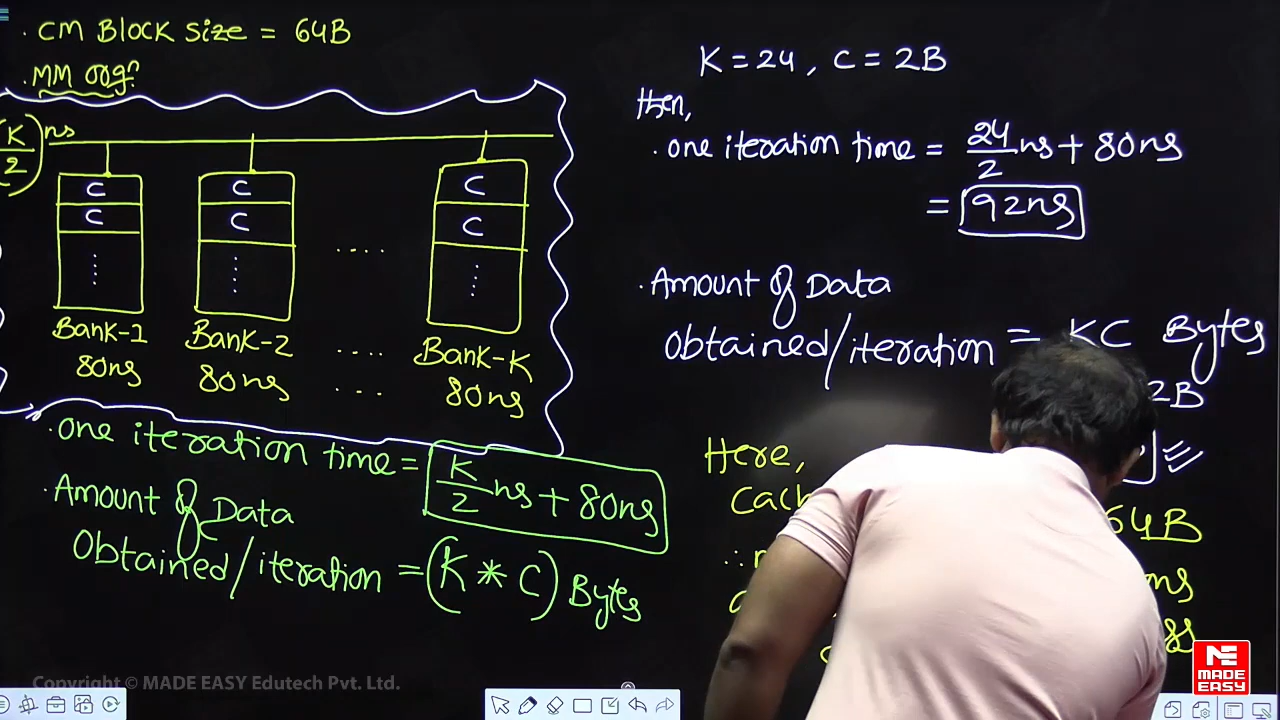 . CM Block size = 64B
. MM orgn
K/2 ns
C C C
C C C
Bank-1 Bank-2 .... Bank-K
80ns 80ns ... 80ns
. one iteration time = K/2 ns + 80ns
. Amount of Data
Obtained/iteration = (K * C) Bytes
K = 24, C = 2B
then,
. one iteration time = 24/2 ns + 80ns
= 92ns
. Amount of Data
Obtained/iteration = KC Bytes
2B
Here,
64B
Copyright © MADE EASY Edutech Pvt. Ltd.
ME
MADE
EASY